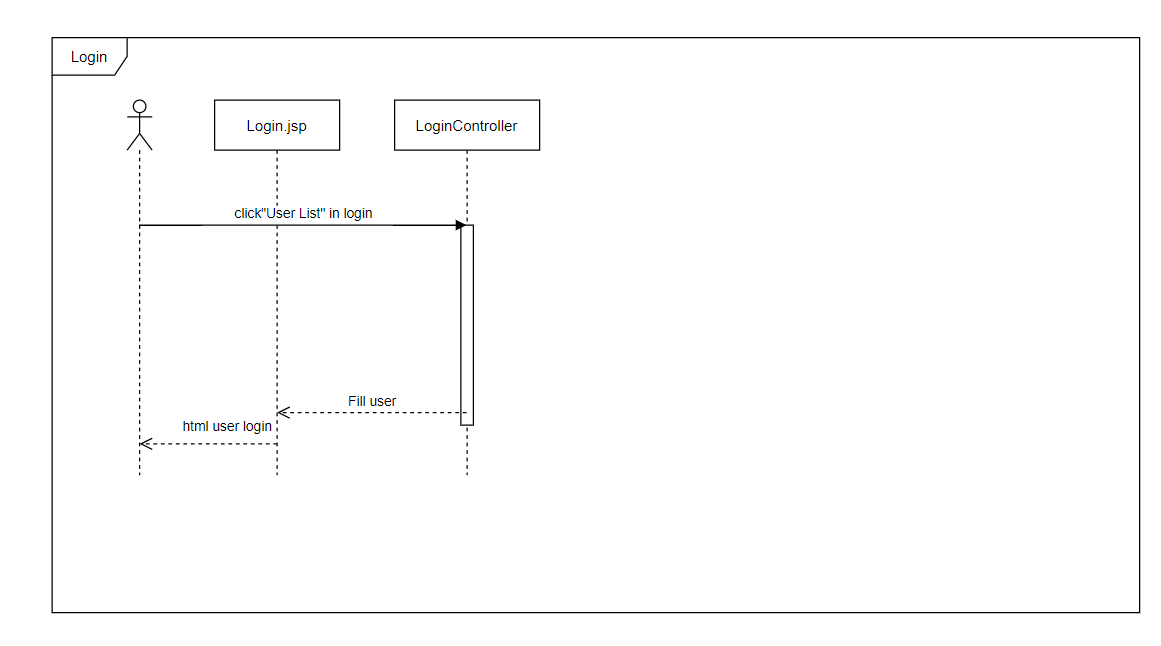 Login
Login.jsp
LoginController
click"User List" in login
Fill user
html user login